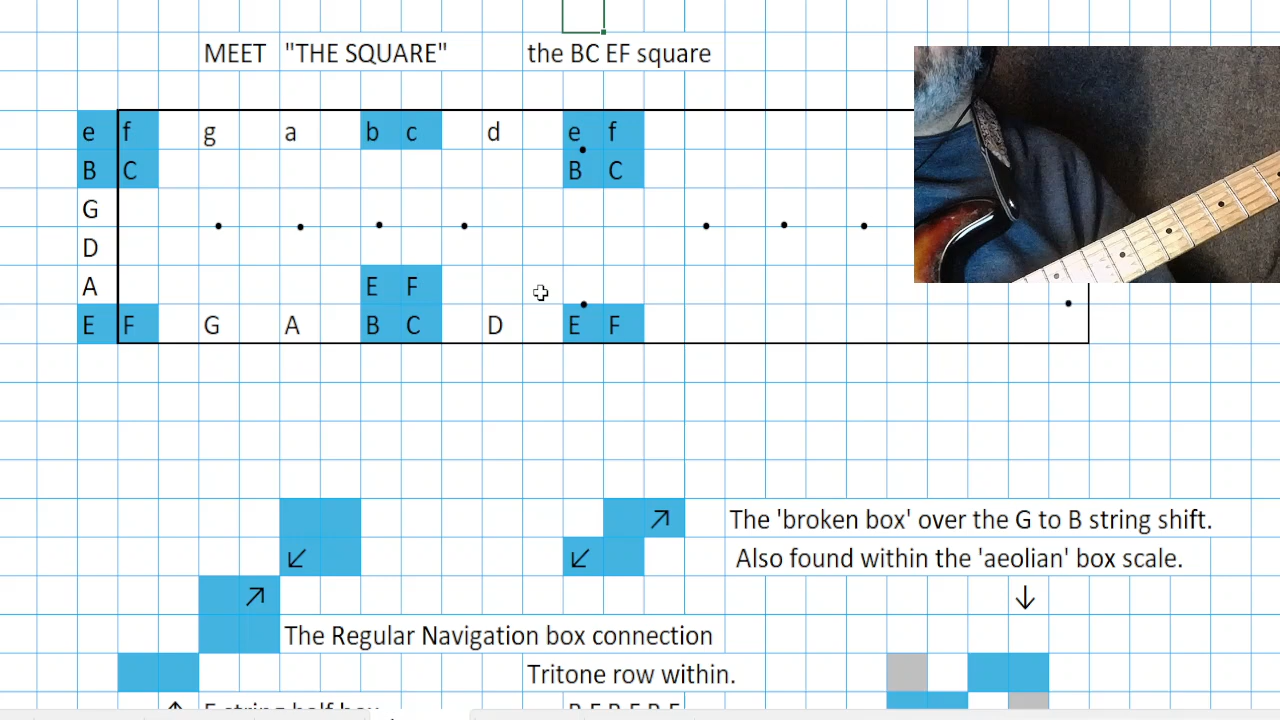 MEET "THE SQUARE" the BC EF square
e f g a b c d e f
B C B C
G
D
A E F
E F G A B C D E F
The 'broken box' over the G to B string shift.
Also found within the 'aeolian' box scale.
The Regular Navigation box connection
Tritone row within.